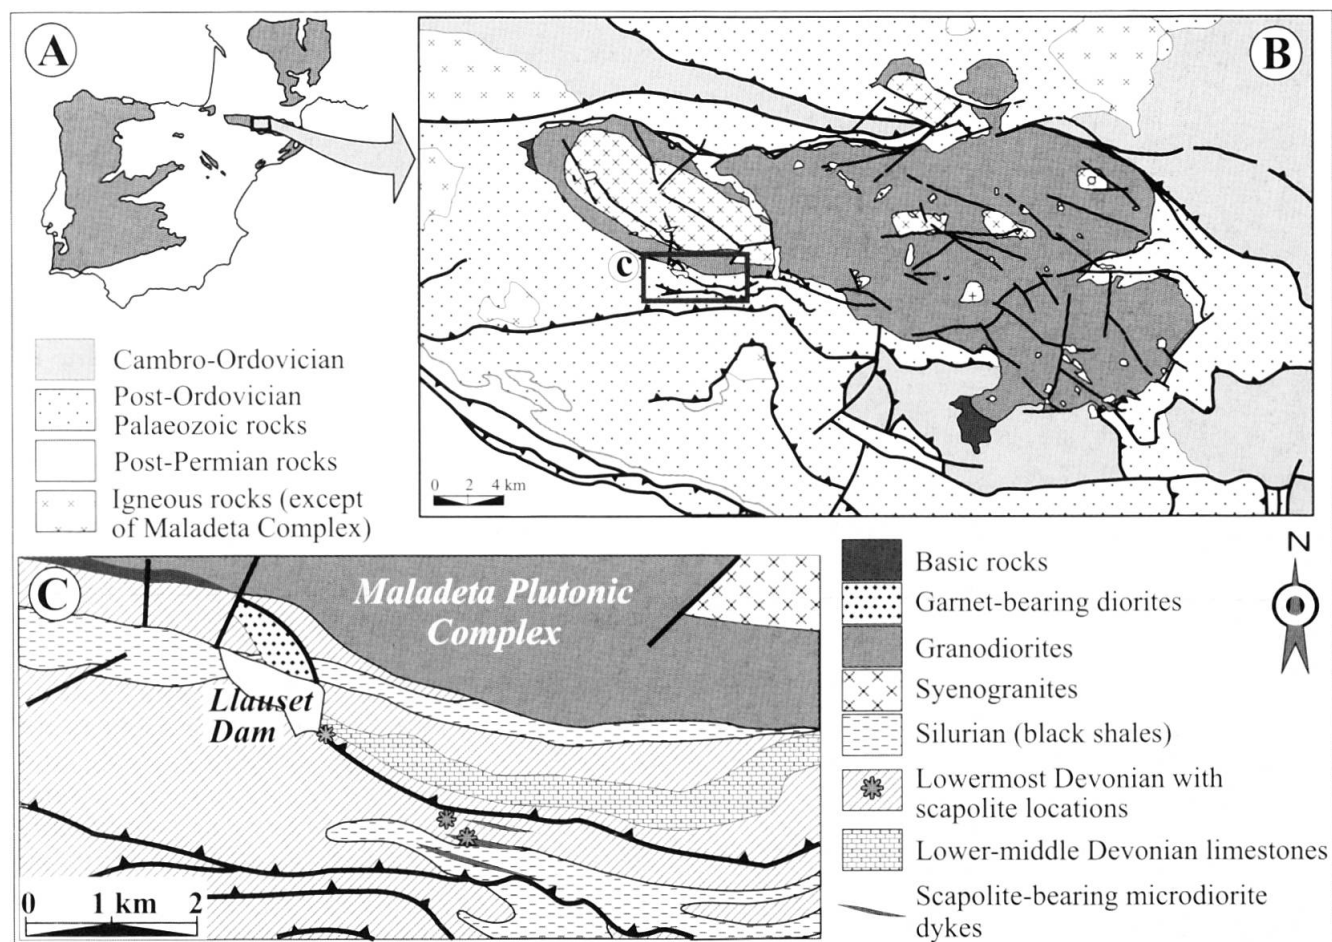 A
B
c
Cambro-Ordovician
Post-Ordovician
Palaeozoic rocks
Post-Permian rocks
Igneous rocks (except
of Maladeta Complex)
0 2 4 km
C
Maladeta Plutonic
Complex
Llauset
Dam
0 1 km 2
N
Basic rocks
Garnet-bearing diorites
Granodiorites
Syenogranites
Silurian (black shales)
Lowermost Devonian with
scapolite locations
Lower-middle Devonian limestones
Scapolite-bearing microdiorite
dykes